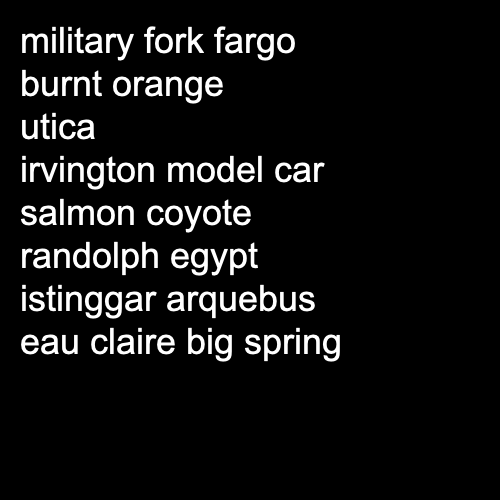 military fork fargo
burnt orange
utica
irvington model car
salmon coyote
randolph egypt
istinggar arquebus
eau claire big spring